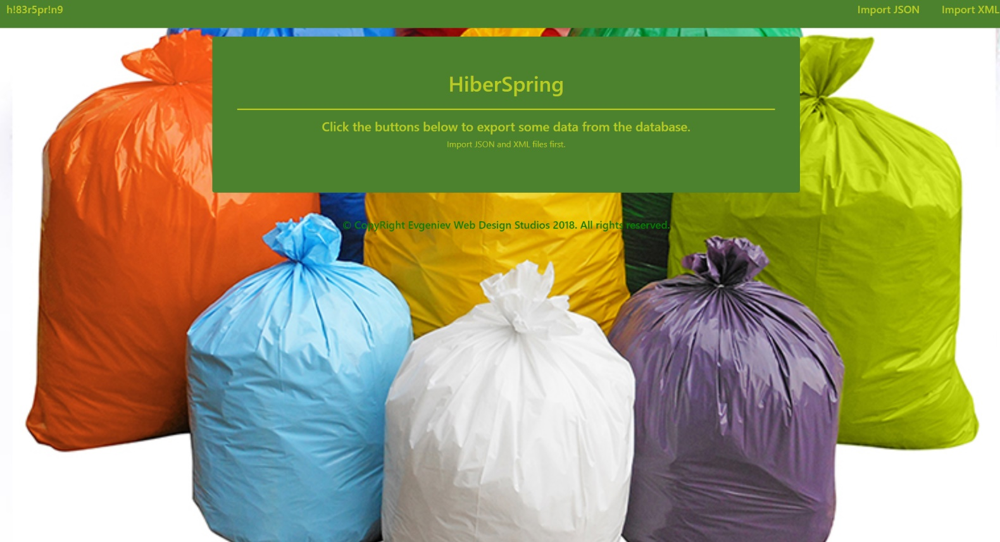 h!83r5pr!n9
Import JSON
Import XML
HiberSpring
Click the buttons below to export some data from the database.
Import JSON and XML files first.
© CopyRight Evgeniev Web Design Studios 2018. All rights reserved.